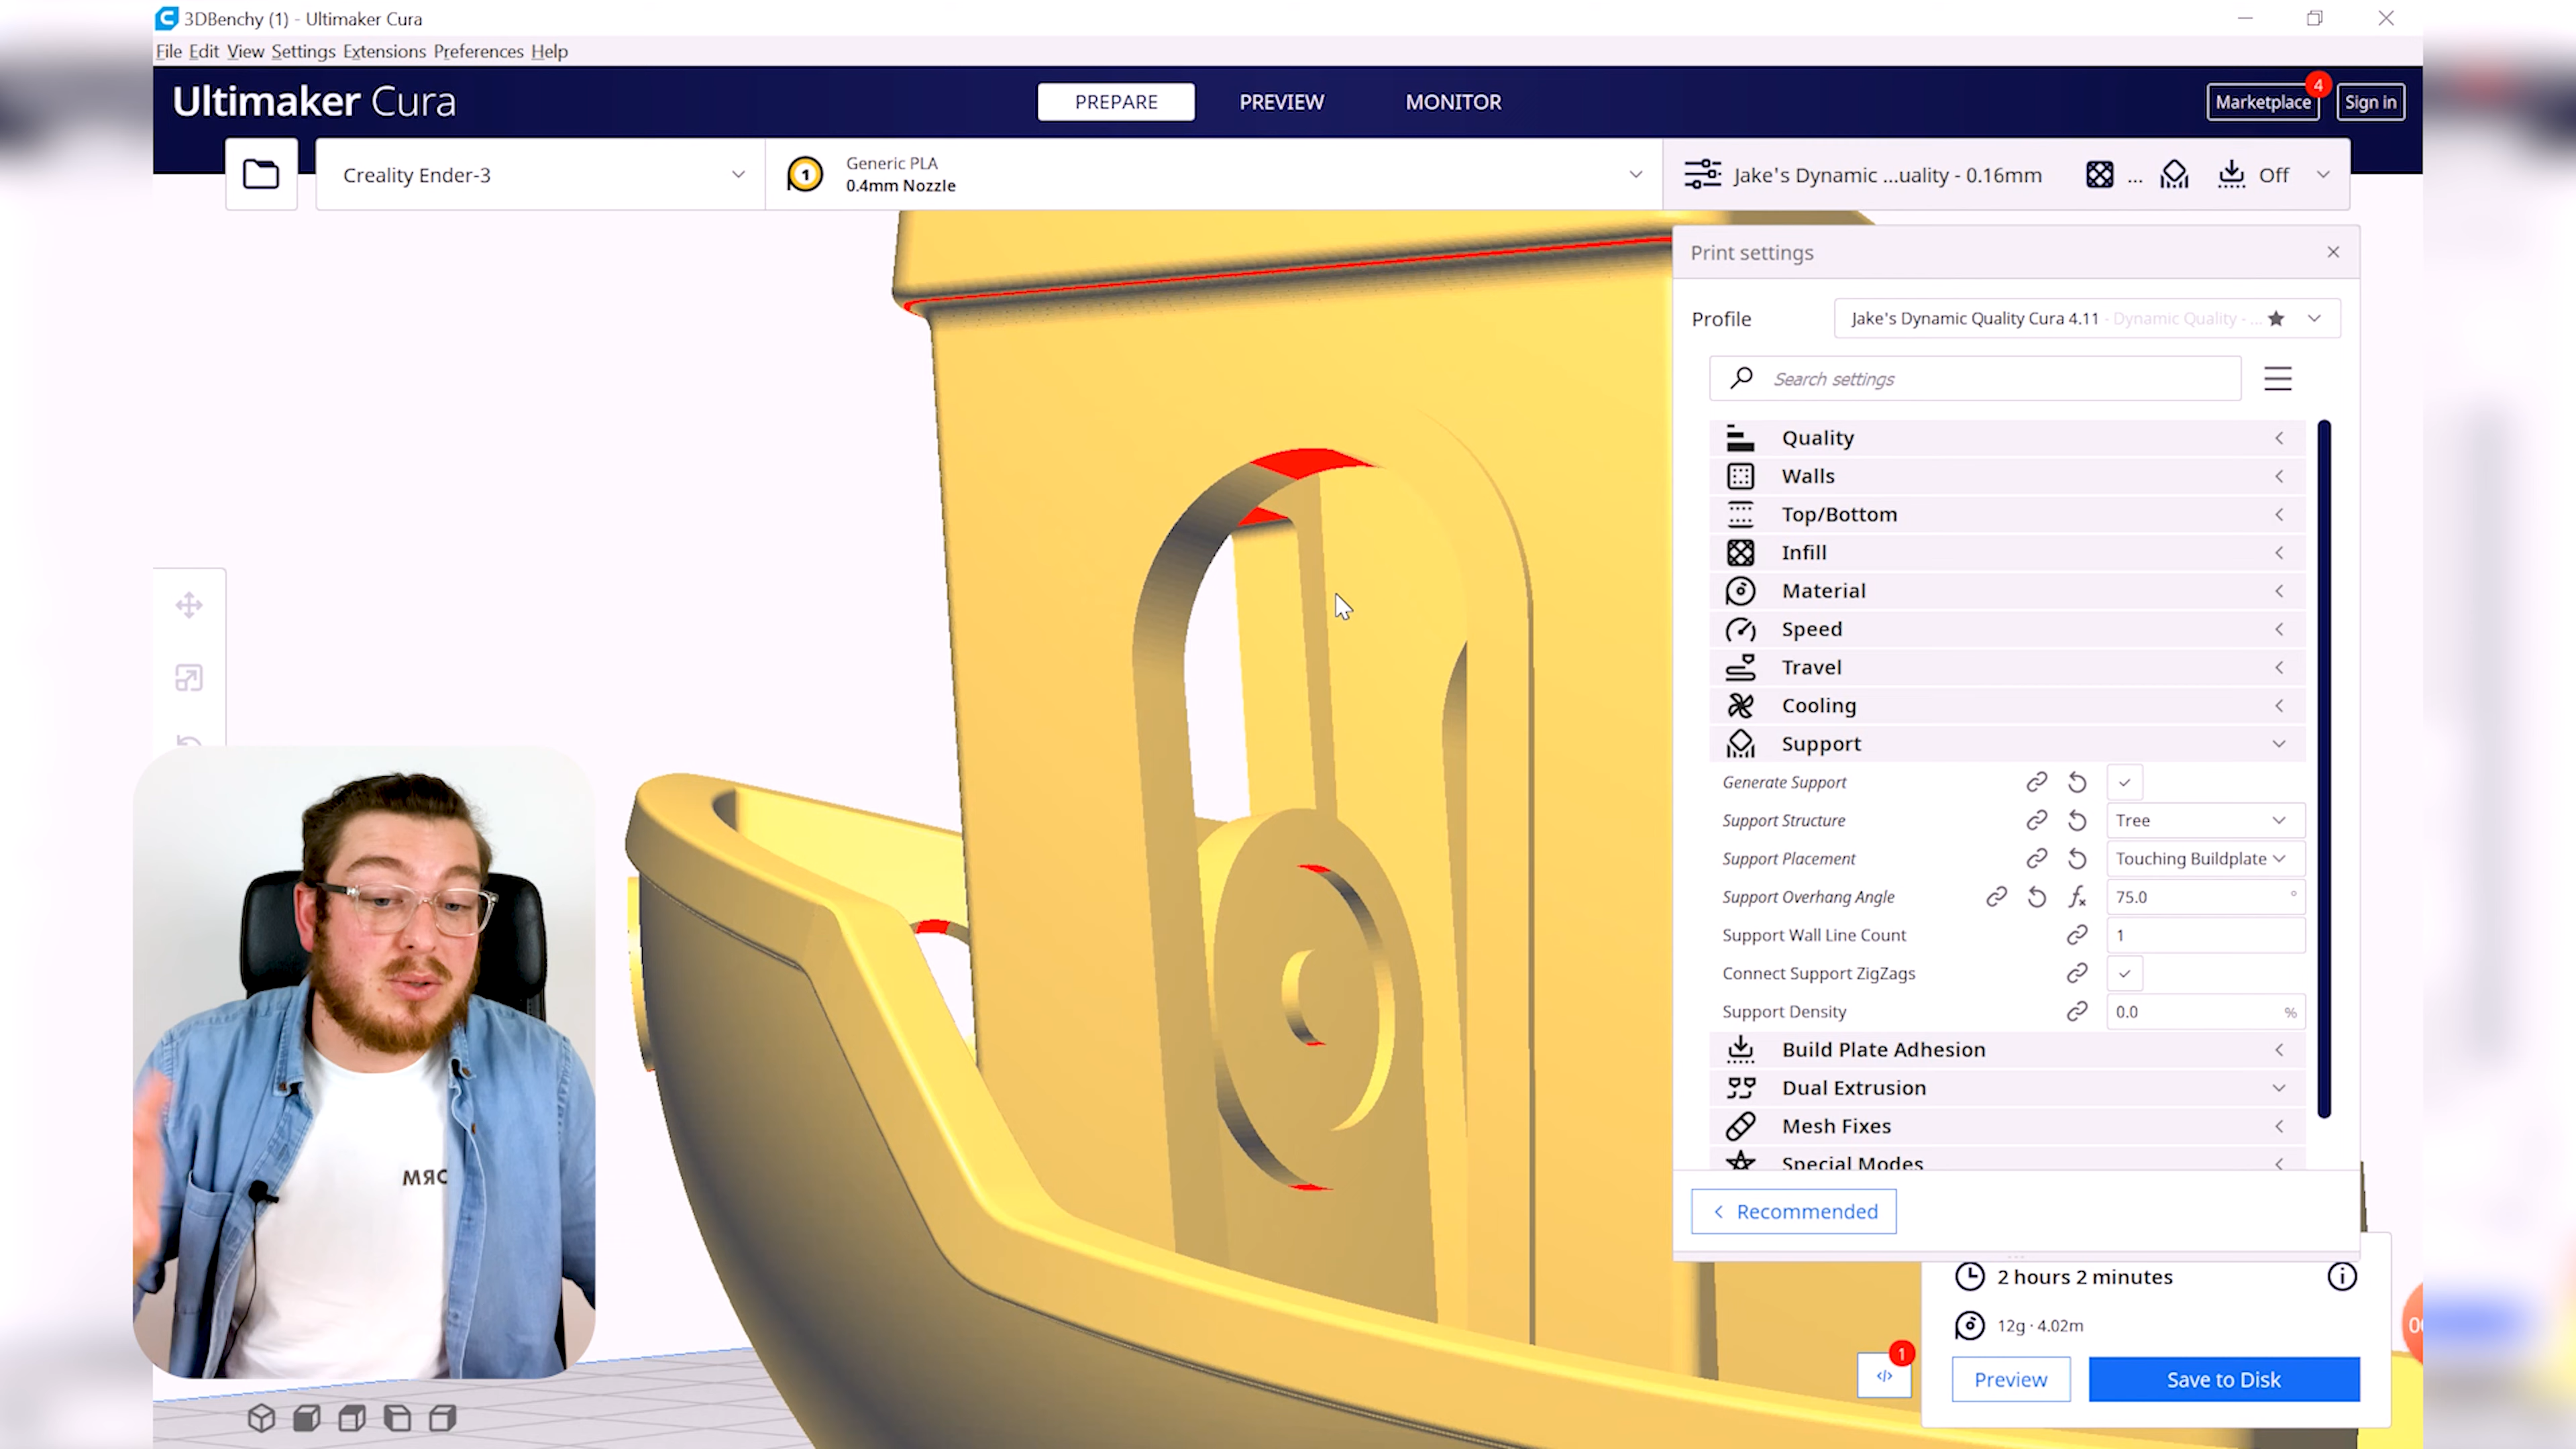 3DBenchy (1) - Ultimaker Cura
File Edit View Settings Extensions Preferences Help
Ultimaker Cura
PREPARE
PREVIEW
MONITOR
Marketplace
4
Sign in
Creality Ender-3
1
Generic PLA
0.4mm Nozzle
Jake's Dynamic ...uality - 0.16mm
...
Off
Print settings
Profile
Jake's Dynamic Quality Cura 4.11 - Dynamic Quality - ...
Search settings
Quality
Walls
Top/Bottom
Infill
Material
Speed
Travel
Cooling
Support
Generate Support
Support Structure
Tree
Support Placement
Touching Buildplate
Support Overhang Angle
75.0 °
Support Wall Line Count
1
Connect Support ZigZags
Support Density
0.0 %
Build Plate Adhesion
Dual Extrusion
Mesh Fixes
Special Modes
Recommended
2 hours 2 minutes
12g · 4.02m
1
Preview
Save to Disk